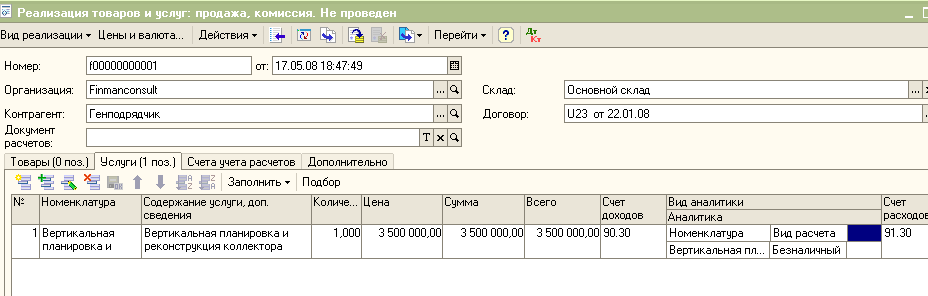 Реализация товаров и услуг: продажа, комиссия. Не проведен
Вид реализации Цены и валюта... Действия Перейти ? Дт Кт
Номер: f00000000001 от: 17.05.08 18:47:49
Организация: Finmanconsult ... Склад: Основной склад ...
Контрагент: Генподрядчик ... Договор: U23 от 22.01.08 ...
Документ расчетов: T ×
Товары (0 поз.) Услуги (1 поз.) Счета учета расчетов Дополнительно
Заполнить Подбор
№ Номенклатура Содержание услуги, доп. сведения Количе... Цена Сумма Всего Счет доходов Вид аналитики Счет расходов
Аналитика
1 Вертикальная планировка и Вертикальная планировка и реконструкция коллектора 1,000 3 500 000,00 3 500 000,00 3 500 000,00 90.30 Номенклатура Вид расчета 91.30
Вертикальная пл... Безналичный